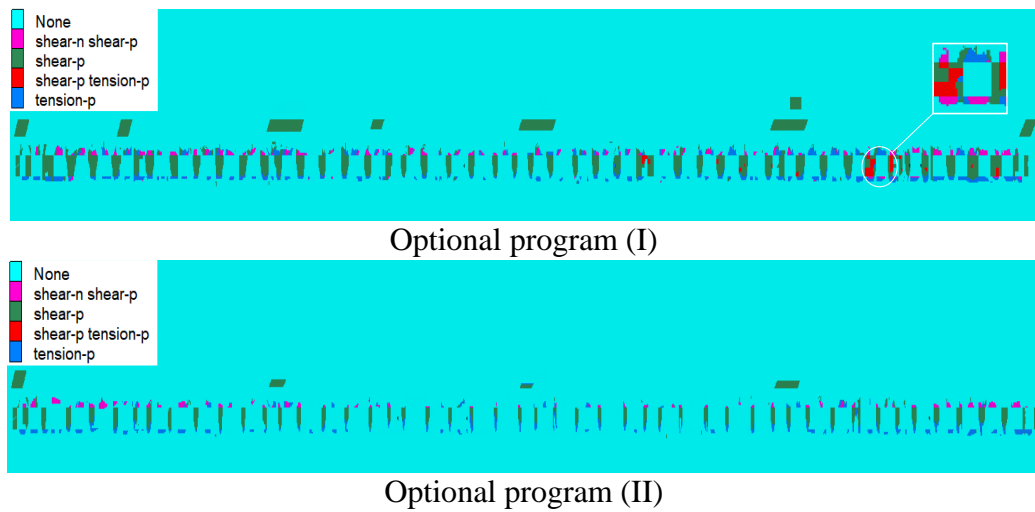 None
shear-n shear-p
shear-p
shear-p tension-p
tension-p
Optional program (I)
None
shear-n shear-p
shear-p
shear-p tension-p
tension-p
Optional program (II)